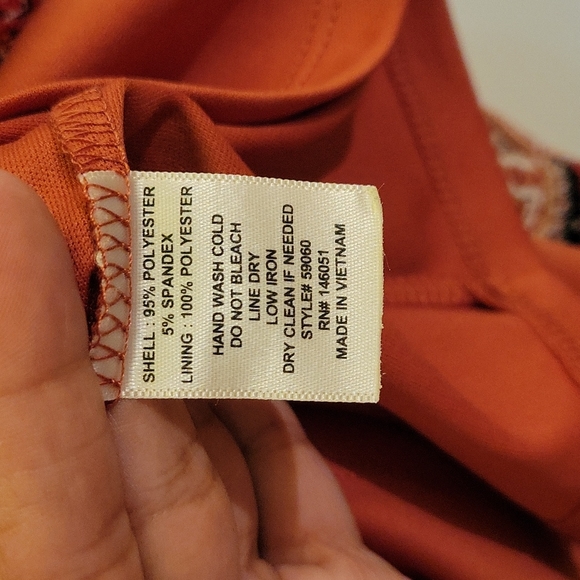 SHELL : 95% POLYESTER
5% SPANDEX
LINING : 100% POLYESTER
HAND WASH COLD
DO NOT BLEACH
LINE DRY
LOW IRON
DRY CLEAN IF NEEDED
STYLE# 59060
RN# 146051
MADE IN VIETNAM